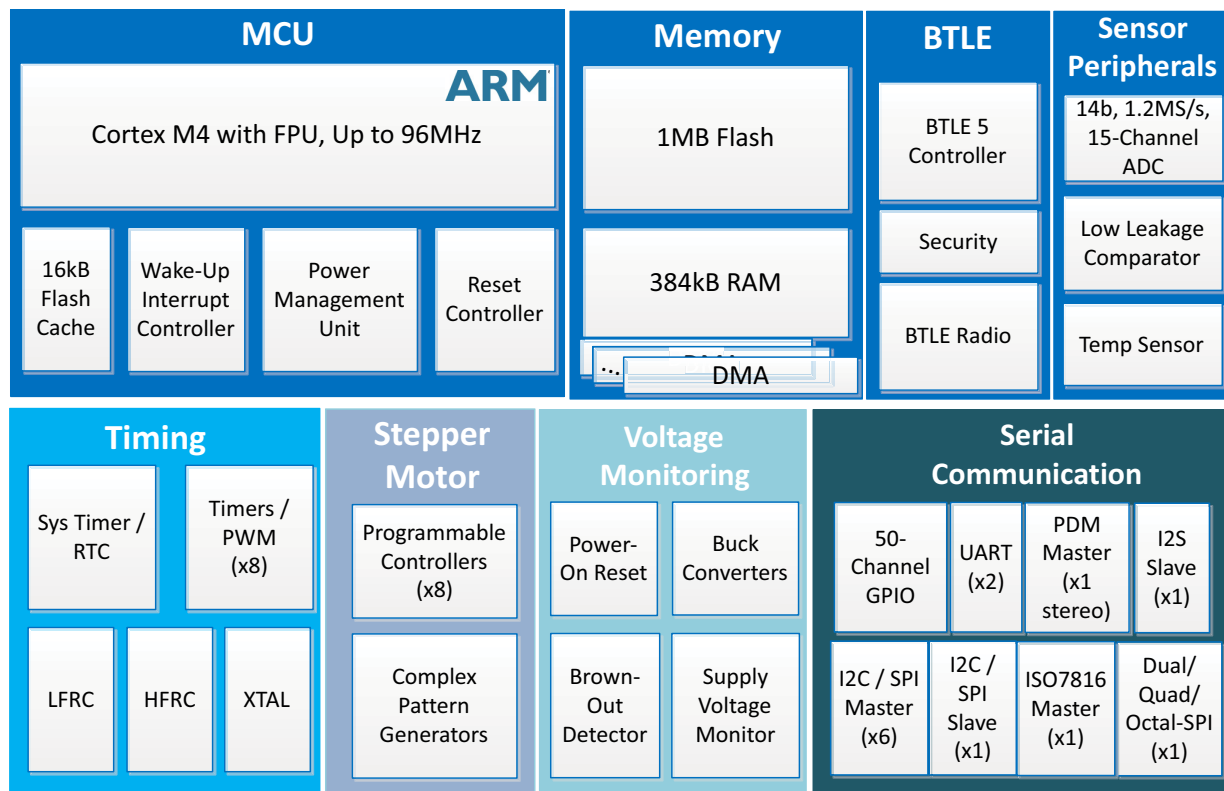 MCU
ARM
Cortex M4 with FPU, Up to 96MHz
16kB
Flash
Cache
Wake-Up
Interrupt
Controller
Power
Management
Unit
Reset
Controller
Memory
1MB Flash
384kB RAM
...
DMA
BTLE
BTLE 5
Controller
Security
BTLE Radio
Sensor
Peripherals
14b, 1.2MS/s,
15-Channel
ADC
Low Leakage
Comparator
Temp Sensor
Timing
Sys Timer /
RTC
Timers /
PWM
(x8)
LFRC
HFRC
XTAL
Stepper
Motor
Programmable
Controllers
(x8)
Complex
Pattern
Generators
Voltage
Monitoring
Power-
On Reset
Buck
Converters
Brown-
Out
Detector
Supply
Voltage
Monitor
Serial
Communication
50-
Channel
GPIO
UART
(x2)
PDM
Master
(x1
stereo)
I2S
Slave
(x1)
I2C / SPI
Master
(x6)
I2C /
SPI
Slave
(x1)
ISO7816
Master
(x1)
Dual/
Quad/
Octal-SPI
(x1)